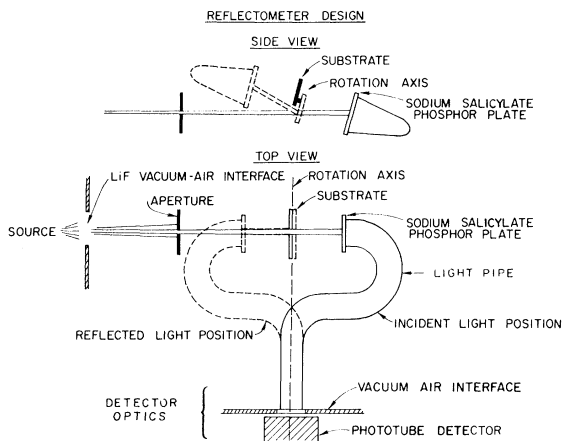 REFLECTOMETER DESIGN
SIDE VIEW
SUBSTRATE
ROTATION AXIS
SODIUM SALICYLATE
PHOSPHOR PLATE
TOP VIEW
LiF VACUUM-AIR INTERFACE
ROTATION AXIS
SUBSTRATE
APERTURE
SODIUM SALICYLATE
PHOSPHOR PLATE
SOURCE
LIGHT PIPE
REFLECTED LIGHT POSITION
INCIDENT LIGHT POSITION
DETECTOR
OPTICS
VACUUM AIR INTERFACE
PHOTOTUBE DETECTOR